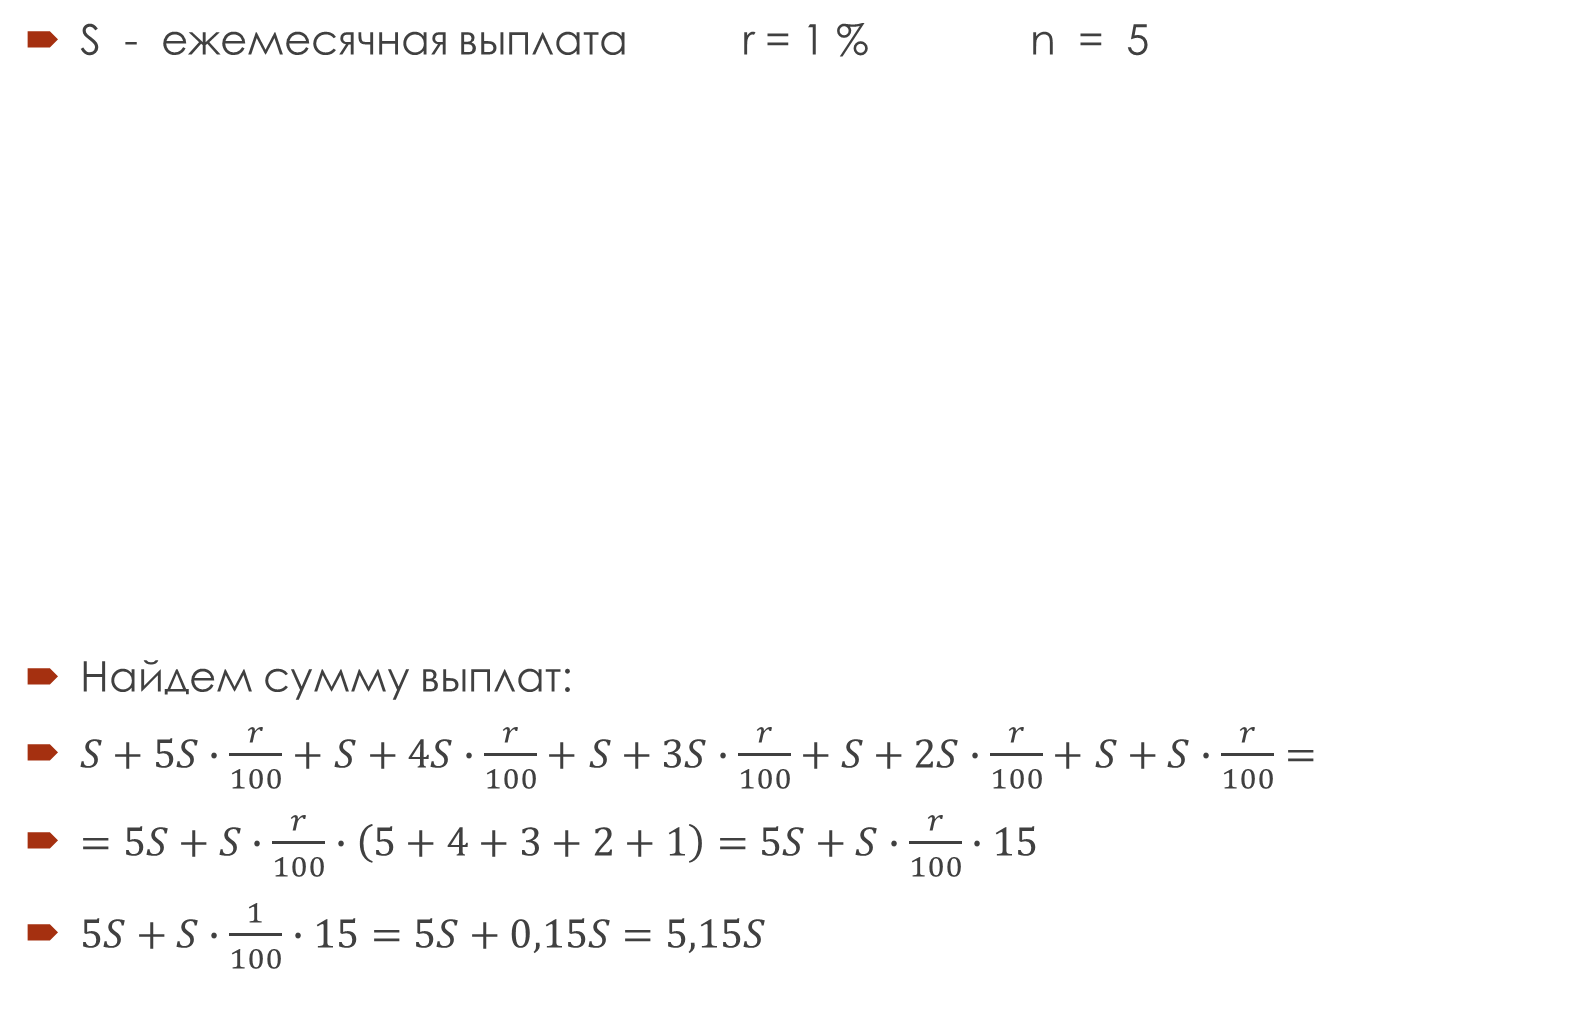 S - ежемесячная выплата r = 1 % n = 5
Найдем сумму выплат:
S + 5S · r/100 + S + 4S · r/100 + S + 3S · r/100 + S + 2S · r/100 + S + S · r/100 =
= 5S + S · r/100 · (5 + 4 + 3 + 2 + 1) = 5S + S · r/100 · 15
5S + S · 1/100 · 15 = 5S + 0,15S = 5,15S